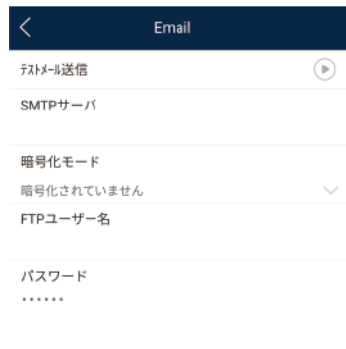 Email
ﾃｽﾄﾒｰﾙ送信
SMTPサーバ
暗号化モード
暗号化されていません
FTPユーザー名
パスワード
······